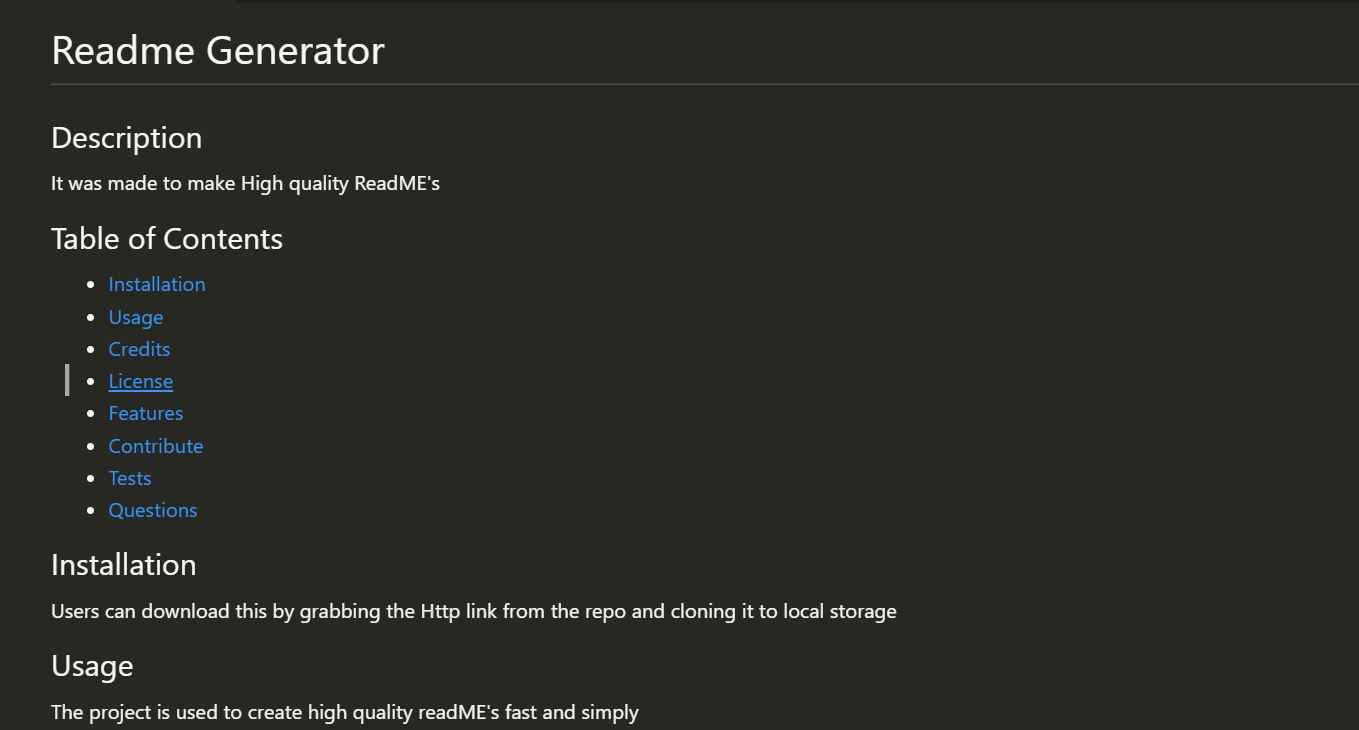 Readme Generator
Description
It was made to make High quality ReadME's
Table of Contents
Installation
Usage
Credits
License
Features
Contribute
Tests
Questions
Installation
Users can download this by grabbing the Http link from the repo and cloning it to local storage
Usage
The project is used to create high quality readME's fast and simply